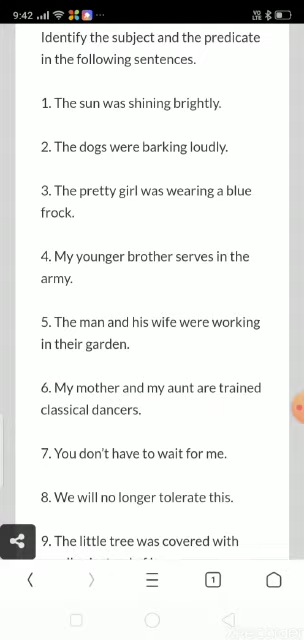 9:42
VO
LTE
Identify the subject and the predicate
in the following sentences.
1. The sun was shining brightly.
2. The dogs were barking loudly.
3. The pretty girl was wearing a blue
frock.
4. My younger brother serves in the
army.
5. The man and his wife were working
in their garden.
6. My mother and my aunt are trained
classical dancers.
7. You don't have to wait for me.
8. We will no longer tolerate this.
9. The little tree was covered with
1